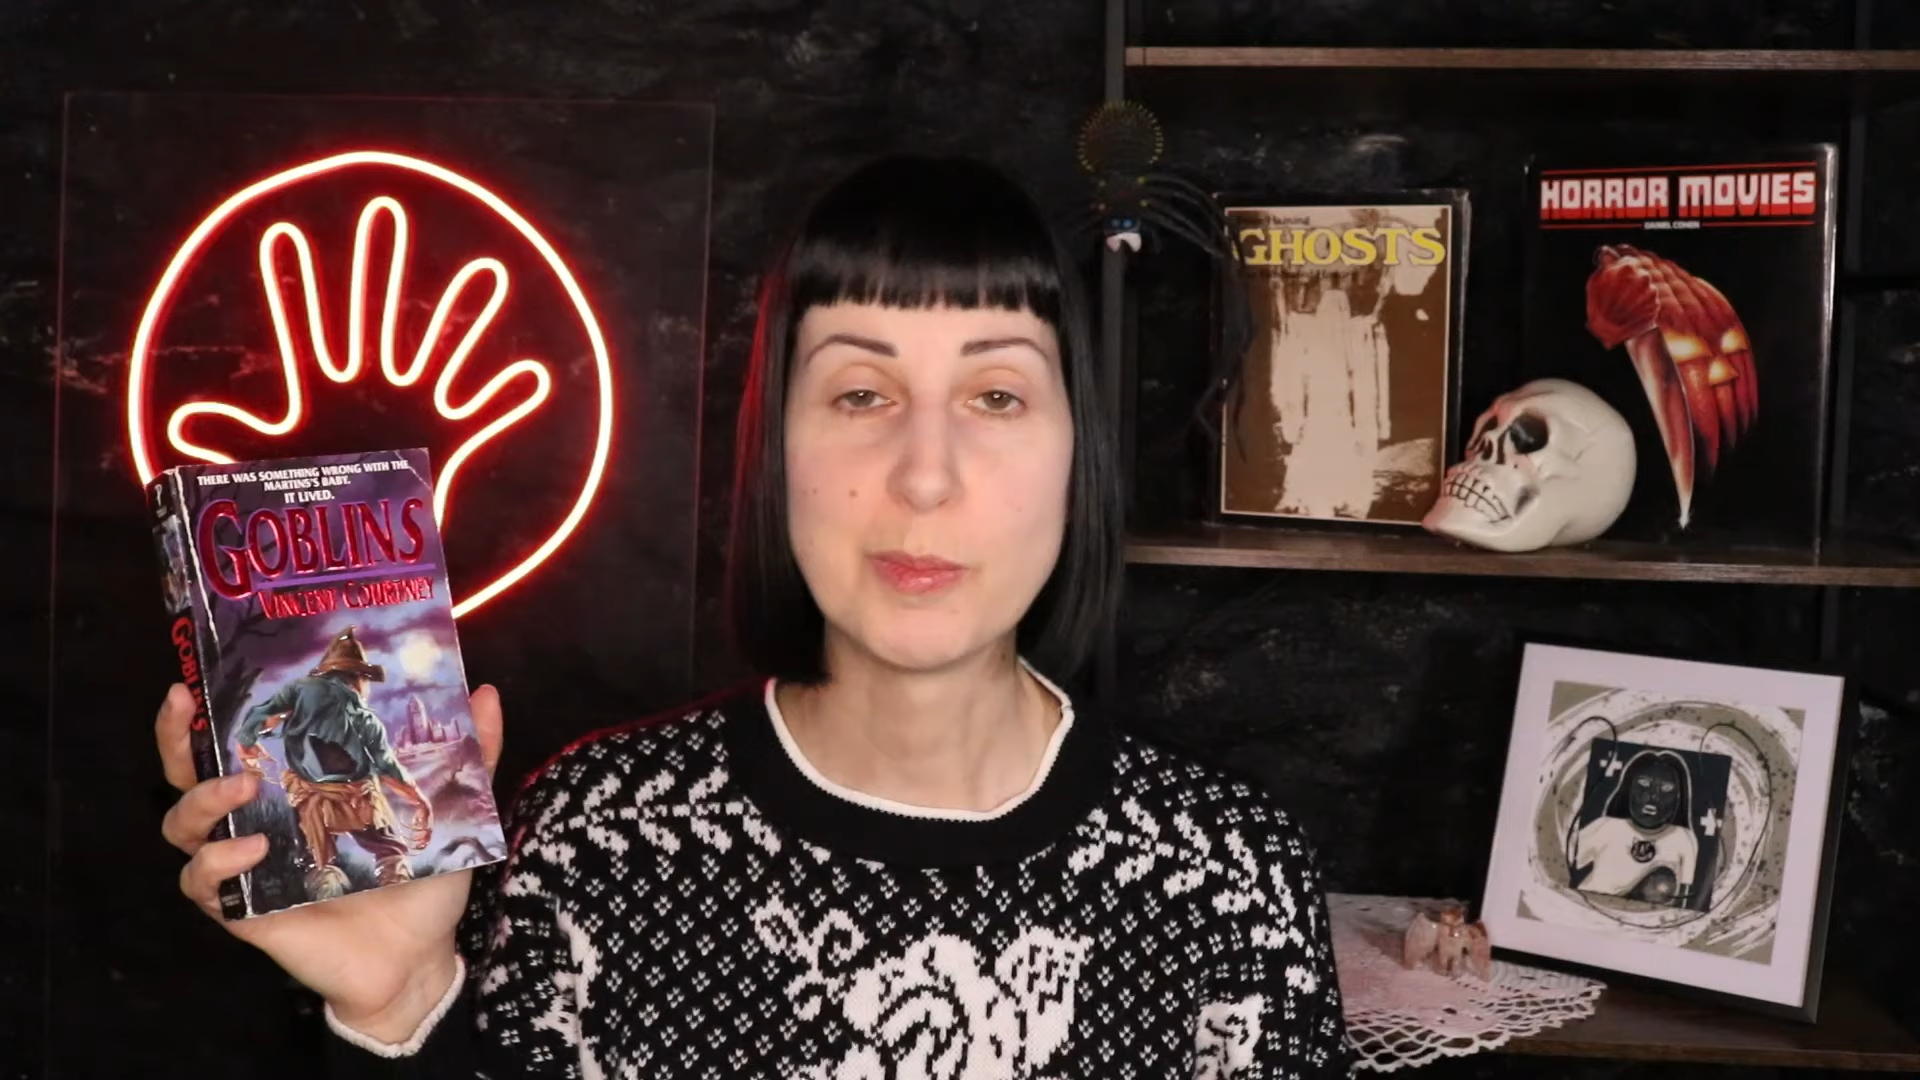 THERE WAS SOMETHING WRONG WITH THE
MARTINS'S BABY.
IT LIVED.
GOBLINS
VINCENT COURTNEY
GOBLINS
GHOSTS
HORROR MOVIES
DANIEL COHEN